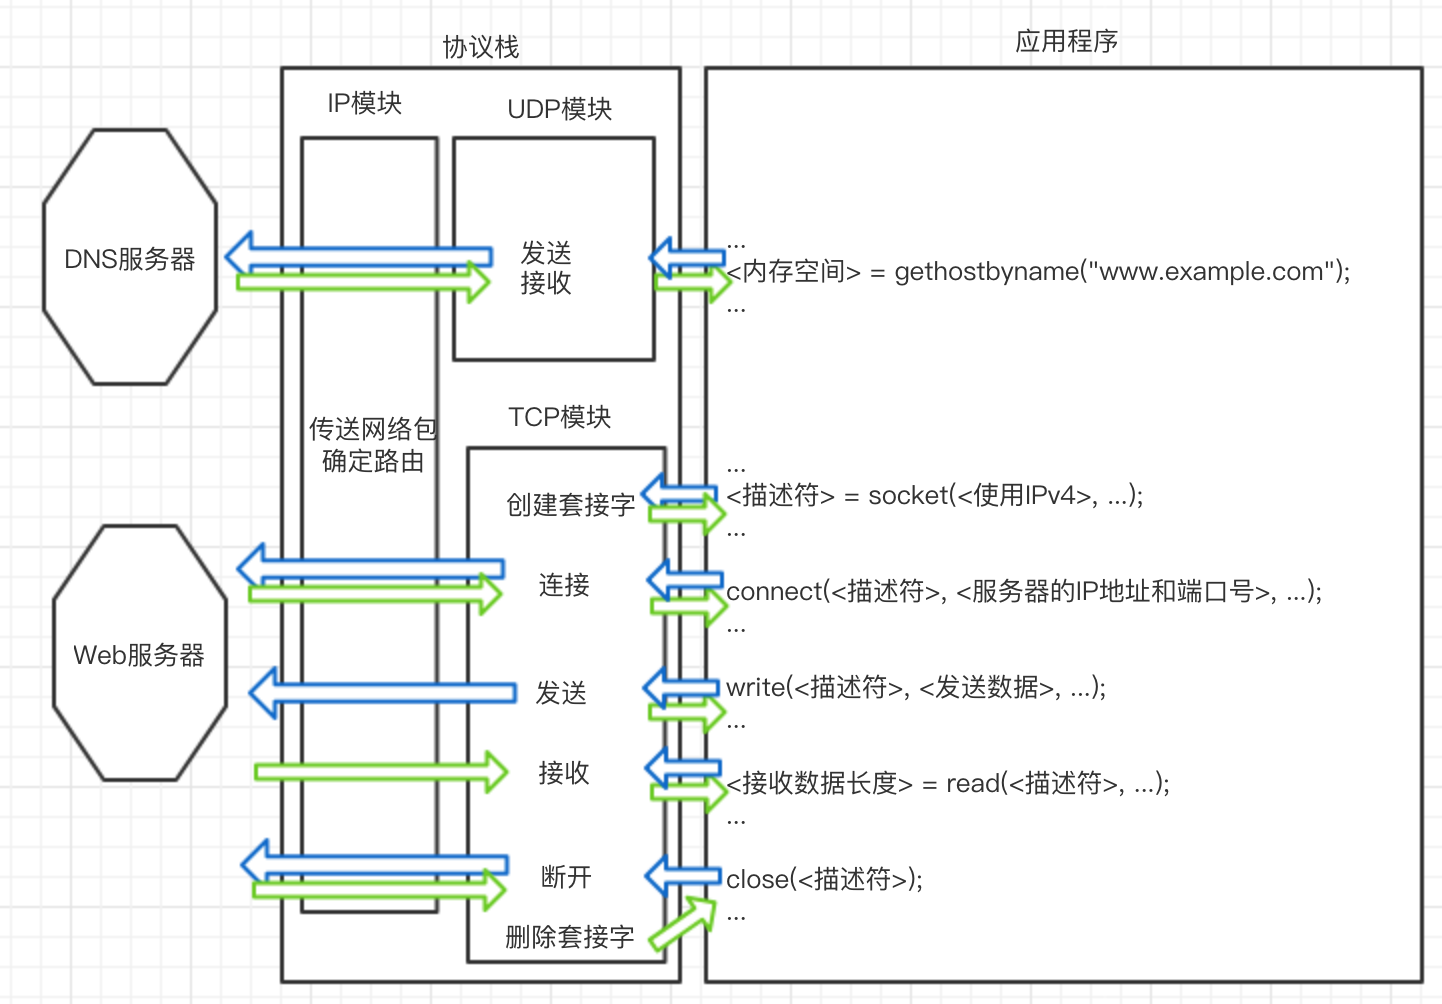 协议栈
应用程序
IP模块
UDP模块
DNS服务器
发送
接收
...
<内存空间> = gethostbyname("www.example.com");
...
传送网络包
确定路由
TCP模块
创建套接字
...
<描述符> = socket(<使用IPv4>, ...);
...
连接
connect(<描述符>, <服务器的IP地址和端口号>, ...);
...
Web服务器
发送
write(<描述符>, <发送数据>, ...);
...
接收
<接收数据长度> = read(<描述符>, ...);
...
断开
close(<描述符>);
...
删除套接字